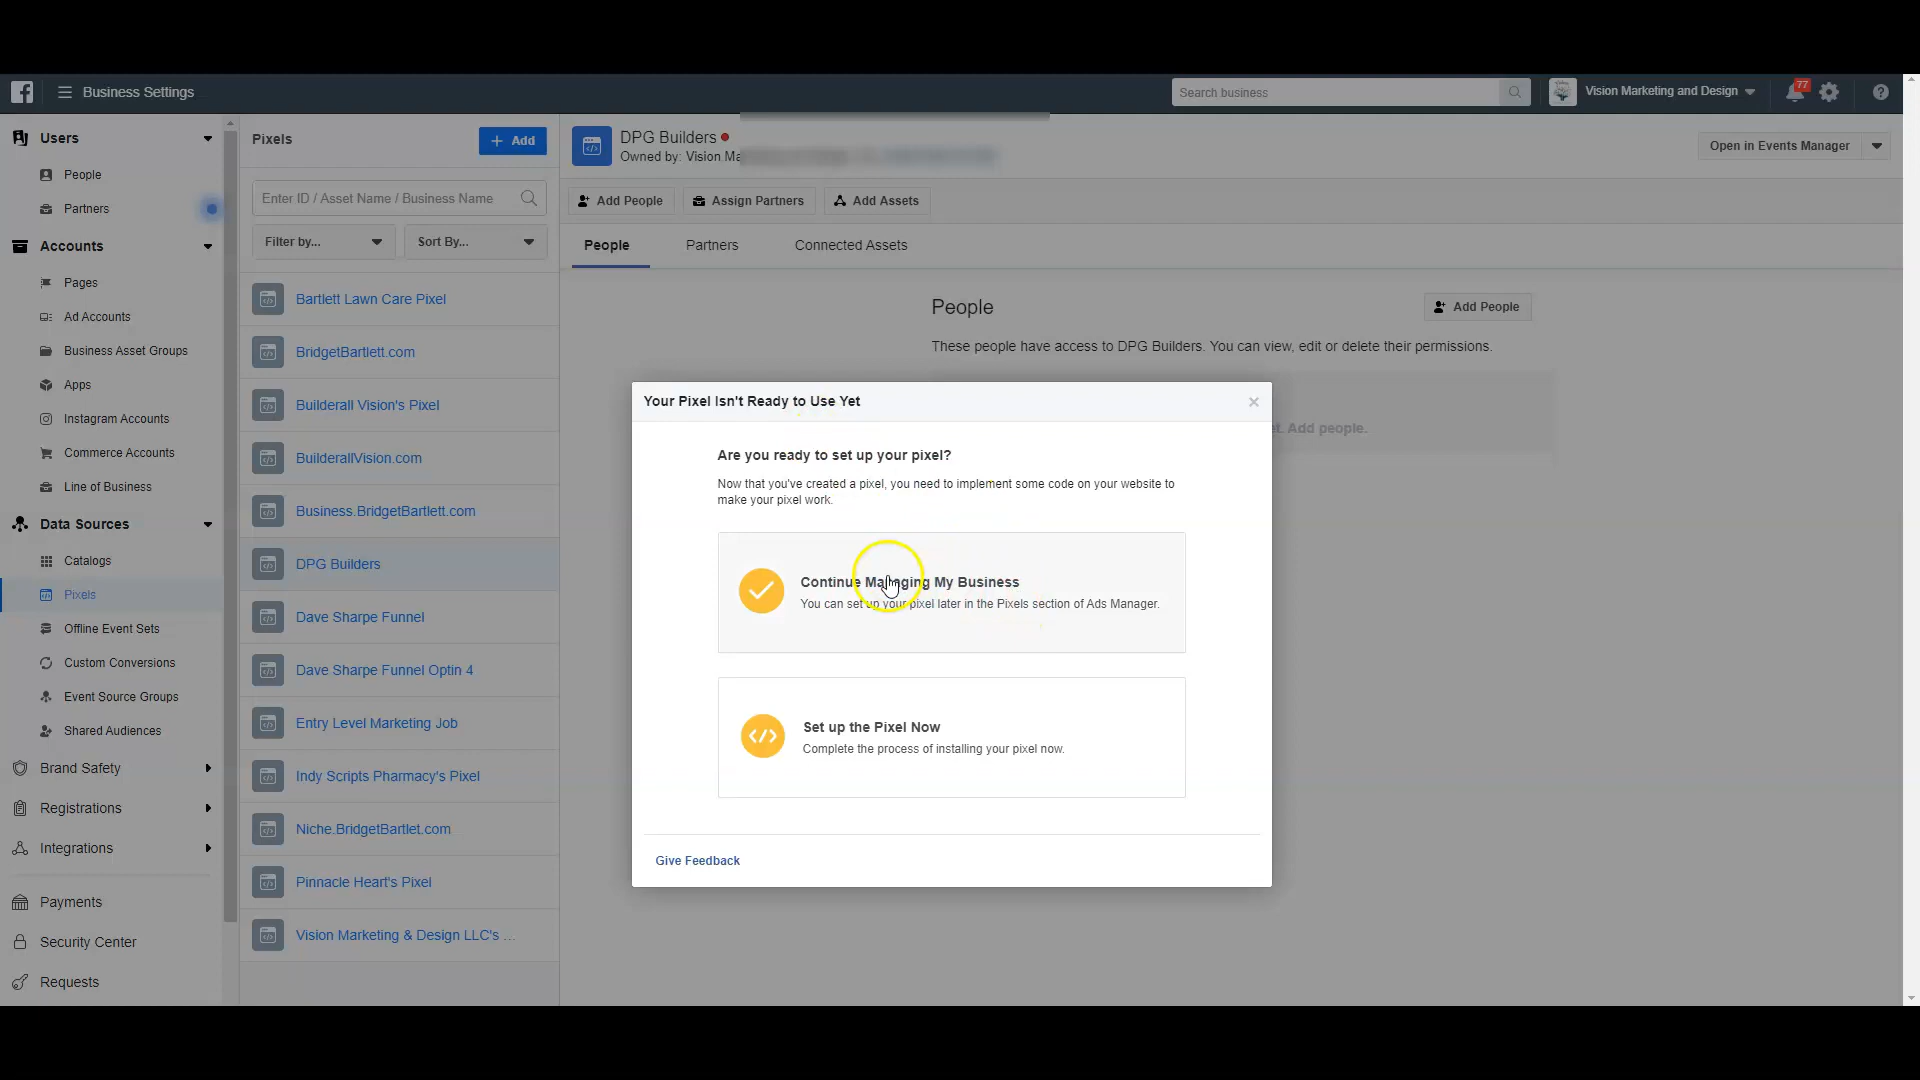 Business Settings
Search business
Vision Marketing and Design
77
Users
People
Partners
Accounts
Pages
Ad Accounts
Business Asset Groups
Apps
Instagram Accounts
Commerce Accounts
Line of Business
Data Sources
Catalogs
Pixels
Offline Event Sets
Custom Conversions
Event Source Groups
Shared Audiences
Brand Safety
Registrations
Integrations
Payments
Security Center
Requests
Pixels
+ Add
Enter ID / Asset Name / Business Name
Filter by...
Sort By...
Bartlett Lawn Care Pixel
BridgetBartlett.com
Builderall Vision's Pixel
BuilderallVision.com
Business.BridgetBartlett.com
DPG Builders
Dave Sharpe Funnel
Dave Sharpe Funnel Optin 4
Entry Level Marketing Job
Indy Scripts Pharmacy's Pixel
Niche.BridgetBartlet.com
Pinnacle Heart's Pixel
Vision Marketing & Design LLC's ...
DPG Builders
Owned by: Vision Ma
Open in Events Manager
Add People
Assign Partners
Add Assets
People
Partners
Connected Assets
People
Add People
These people have access to DPG Builders. You can view, edit or delete their permissions.
Add people.
Your Pixel Isn't Ready to Use Yet
Are you ready to set up your pixel?
Now that you've created a pixel, you need to implement some code on your website to
make your pixel work.
Continue Managing My Business
You can set up your pixel later in the Pixels section of Ads Manager.
Set up the Pixel Now
Complete the process of installing your pixel now.
Give Feedback